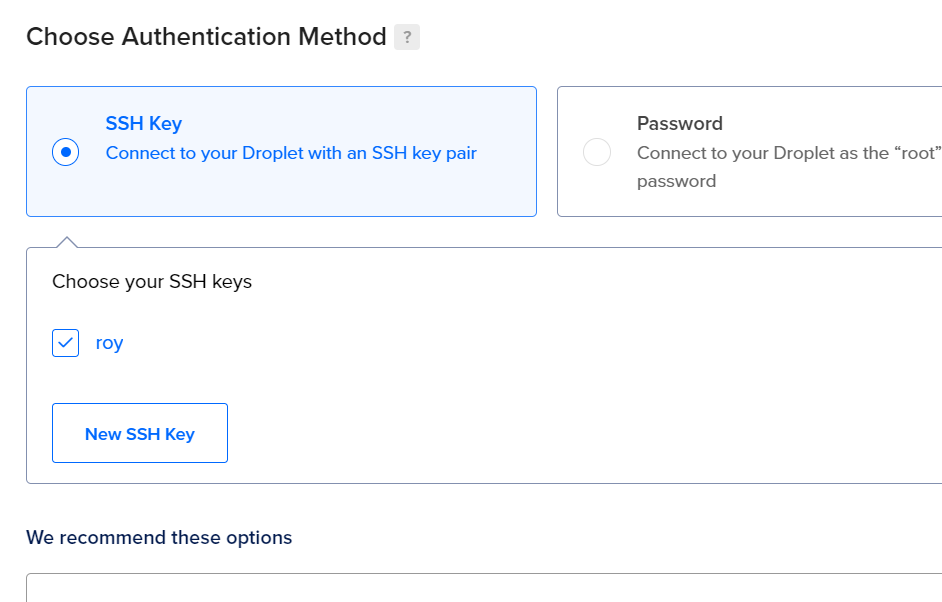 Choose Authentication Method ?
SSH Key
Connect to your Droplet with an SSH key pair
Password
Connect to your Droplet as the “root”
password
Choose your SSH keys
roy
New SSH Key
We recommend these options